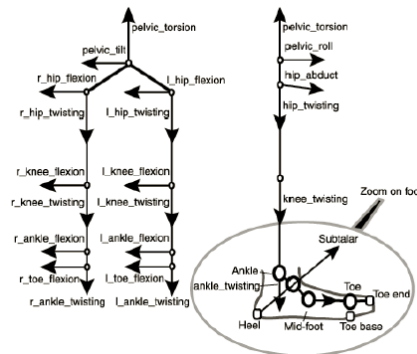 pelvic_torsion
pelvic_tilt
r_hip_flexion
l_hip_flexion
r_hip_twisting
l_hip_twisting
r_knee_flexion
l_knee_flexion
r_knee_twisting
l_knee_twisting
r_ankle_flexion
l_ankle_flexion
r_toe_flexion
l_toe_flexion
r_ankle_twisting
l_ankle_twisting
pelvic_torsion
pelvic_roll
hip_abduct
hip_twisting
knee_twisting
Zoom on foo
Subtalar
Ankle
ankle_twisting
Toe
Toe end
Heel
Mid-foot
Toe base